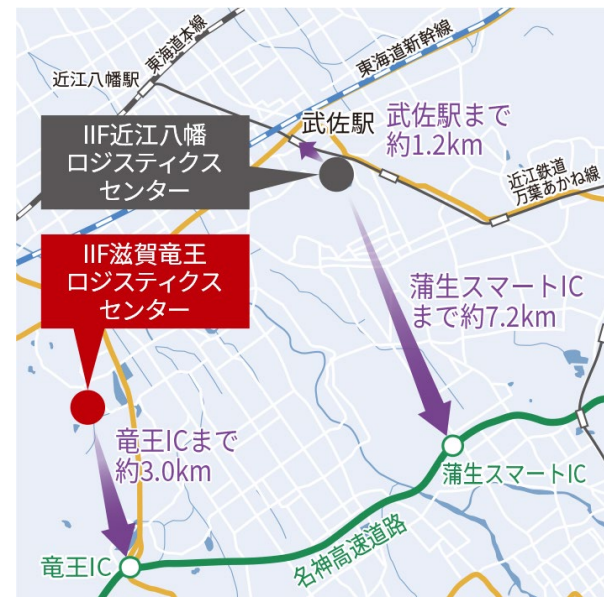 東海道本線
東海道新幹線
近江八幡駅
IIF近江八幡
ロジスティクス
センター
武佐駅
武佐駅まで
約1.2km
近江鉄道
万葉あかね線
IIF滋賀竜王
ロジスティクス
センター
蒲生スマートIC
まで約7.2km
竜王ICまで
約3.0km
蒲生スマートIC
名神高速道路
竜王IC